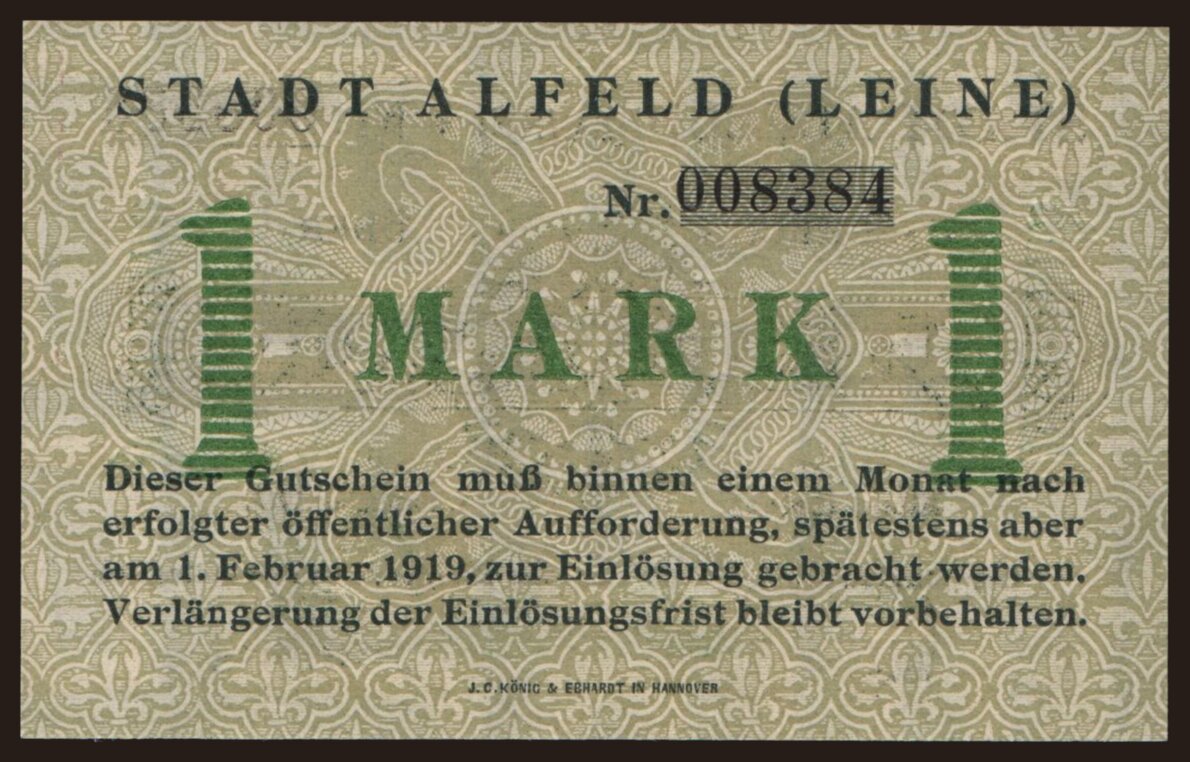 STADT ALFELD (LEINE)
Nr. 008384
1 MARK 1
Dieser Gutschein muß binnen einem Monat nach
erfolgter öffentlicher Aufforderung, spätestens aber
am 1. Februar 1919, zur Einlösung gebracht werden.
Verlängerung der Einlösungsfrist bleibt vorbehalten.
J. C. KÖNIG & EBHARDT IN HANNOVER